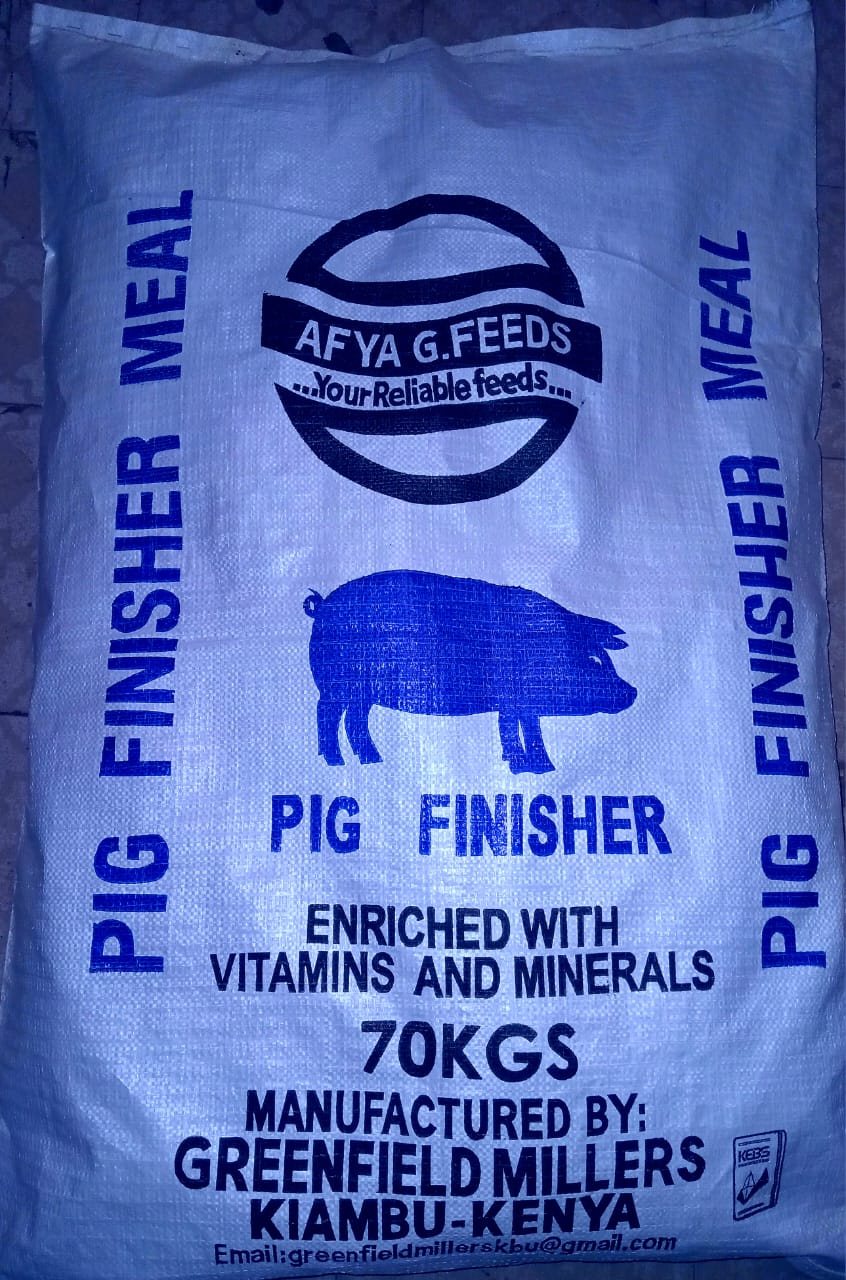 AFYA G.FEEDS
...Your Reliable feeds...
PIG FINISHER MEAL
PIG FINISHER MEAL
PIG FINISHER
ENRICHED WITH
VITAMINS AND MINERALS
70KGS
MANUFACTURED BY:
GREENFIELD MILLERS
KIAMBU-KENYA
Email:greenfieldmillerskbu@gmail.com
KEBS